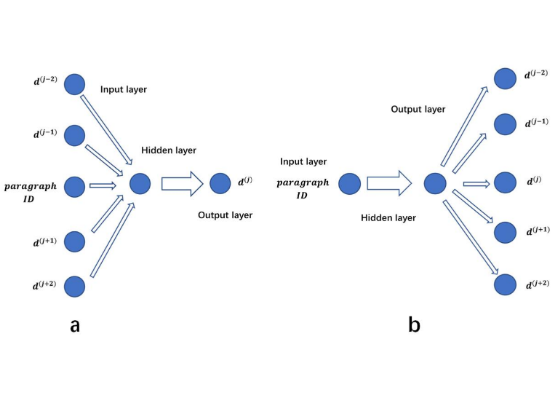 d^(j-2)
Input layer
d^(j-1)
Hidden layer
paragraph
ID
d^(j)
Output layer
d^(j+1)
d^(j+2)
a
d^(j-2)
Output layer
d^(j-1)
Input layer
paragraph
ID
d^(j)
Hidden layer
d^(j+1)
d^(j+2)
b